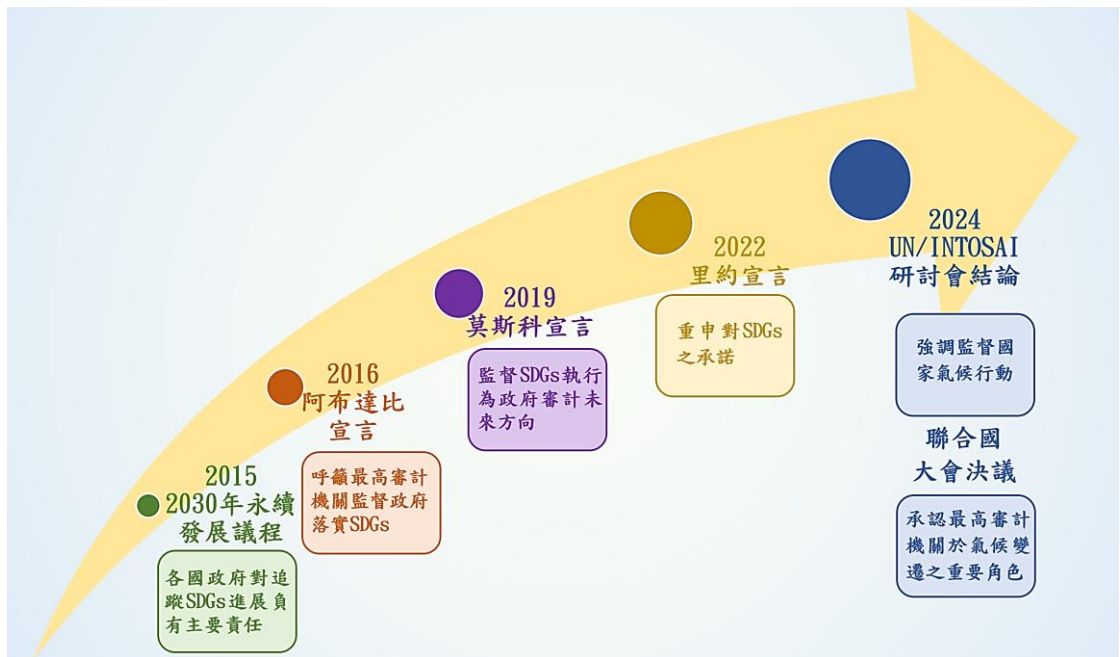 2015
2030年永續
發展議程
各國政府對追
蹤SDGs進展負
有主要責任
2016
阿布達比
宣言
呼籲最高審計
機關監督政府
落實SDGs
2019
莫斯科宣言
監督SDGs執行
為政府審計未
來方向
2022
里約宣言
重申對SDGs
之承諾
2024
UN/INTOSAI
研討會結論
強調監督國
家氣候行動
聯合國
大會決議
承認最高審計
機關於氣候變
遷之重要角色